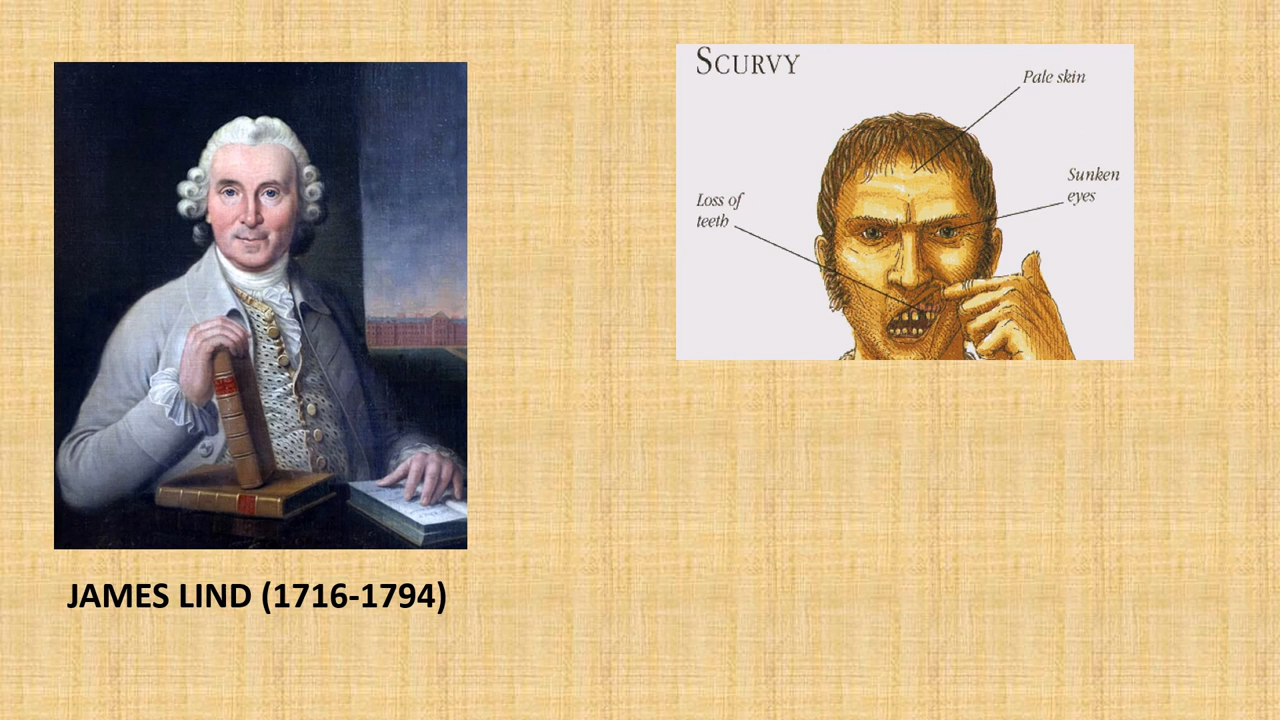 SCURVY
Pale skin
Sunken
eyes
Loss of
teeth
JAMES LIND (1716-1794)